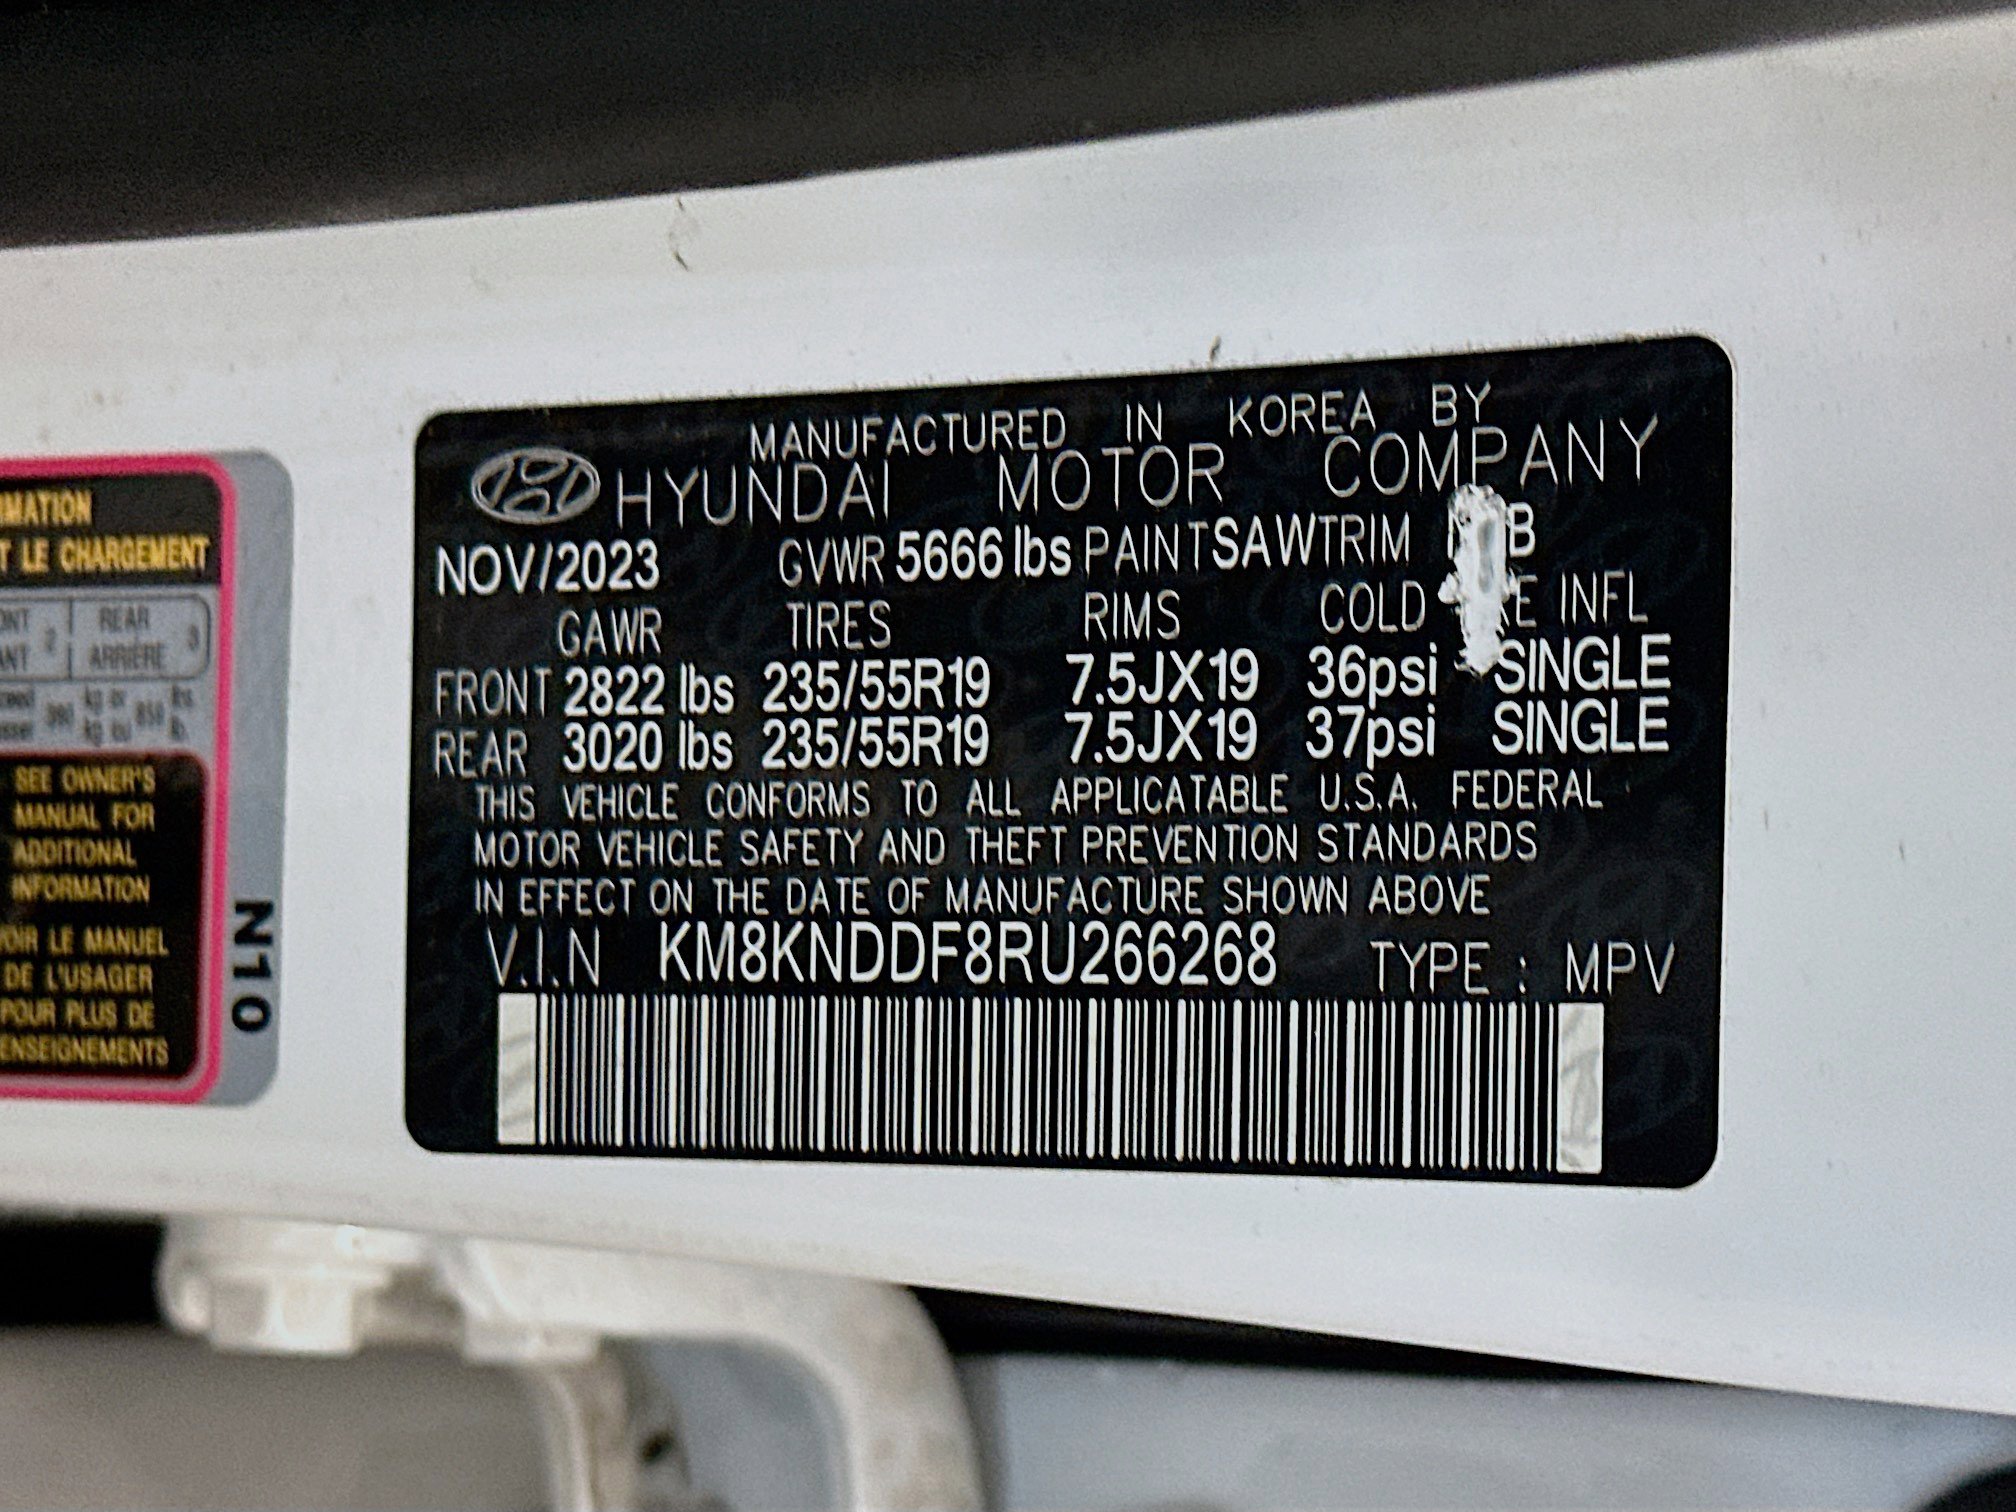 MATION
T LE CHARGEMENT
REAR
ARRIÈRE
SEE OWNER'S
MANUAL FOR
ADDITIONAL
INFORMATION
VOIR LE MANUEL
DE L'USAGER
POUR PLUS DE
ENSEIGNEMENTS
N10
MANUFACTURED IN KOREA BY
HYUNDAI MOTOR COMPANY
NOV/2023 GVWR 5666 lbs PAINT SAW TRIM B
GAWR TIRES RIMS COLD E INFL
FRONT 2822 lbs 235/55R19 7.5JX19 36psi SINGLE
REAR 3020 lbs 235/55R19 7.5JX19 37psi SINGLE
THIS VEHICLE CONFORMS TO ALL APPLICATABLE U.S.A. FEDERAL
MOTOR VEHICLE SAFETY AND THEFT PREVENTION STANDARDS
IN EFFECT ON THE DATE OF MANUFACTURE SHOWN ABOVE
V.I.N KM8KNDDF8RU266268 TYPE : MPV